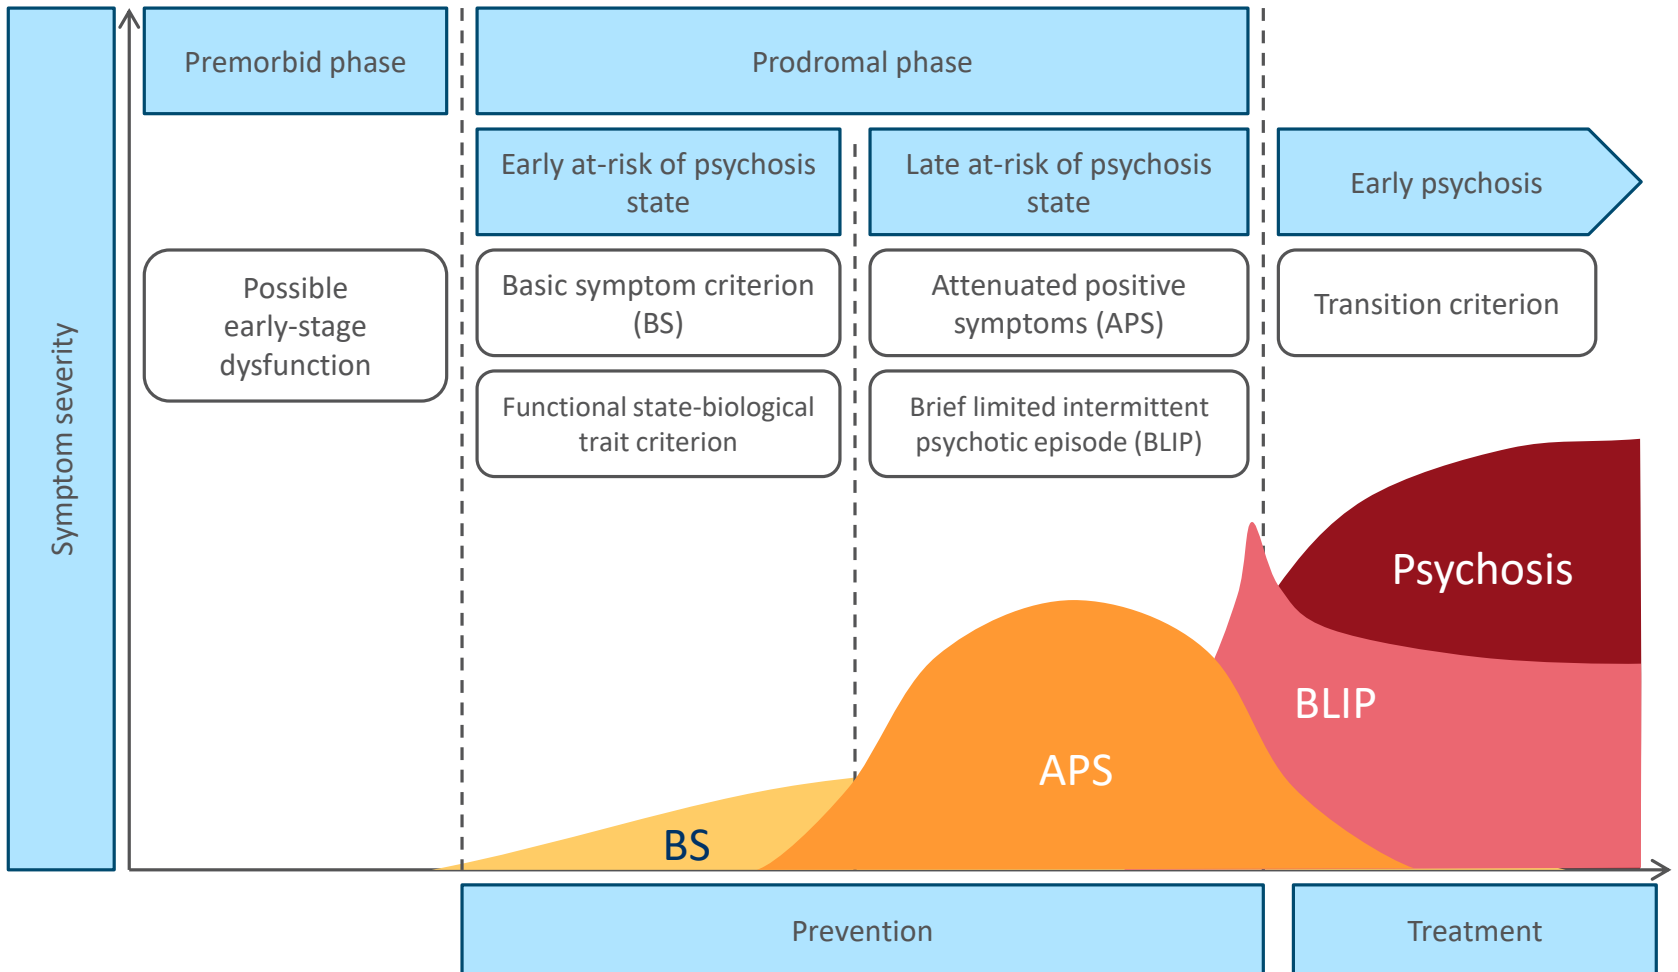 Symptom severity
Premorbid phase
Prodromal phase
Early at-risk of psychosis
state
Late at-risk of psychosis
state
Early psychosis
Possible
early-stage
dysfunction
Basic symptom criterion
(BS)
Attenuated positive
symptoms (APS)
Transition criterion
Functional state-biological
trait criterion
Brief limited intermittent
psychotic episode (BLIP)
Psychosis
BLIP
APS
BS
Prevention
Treatment